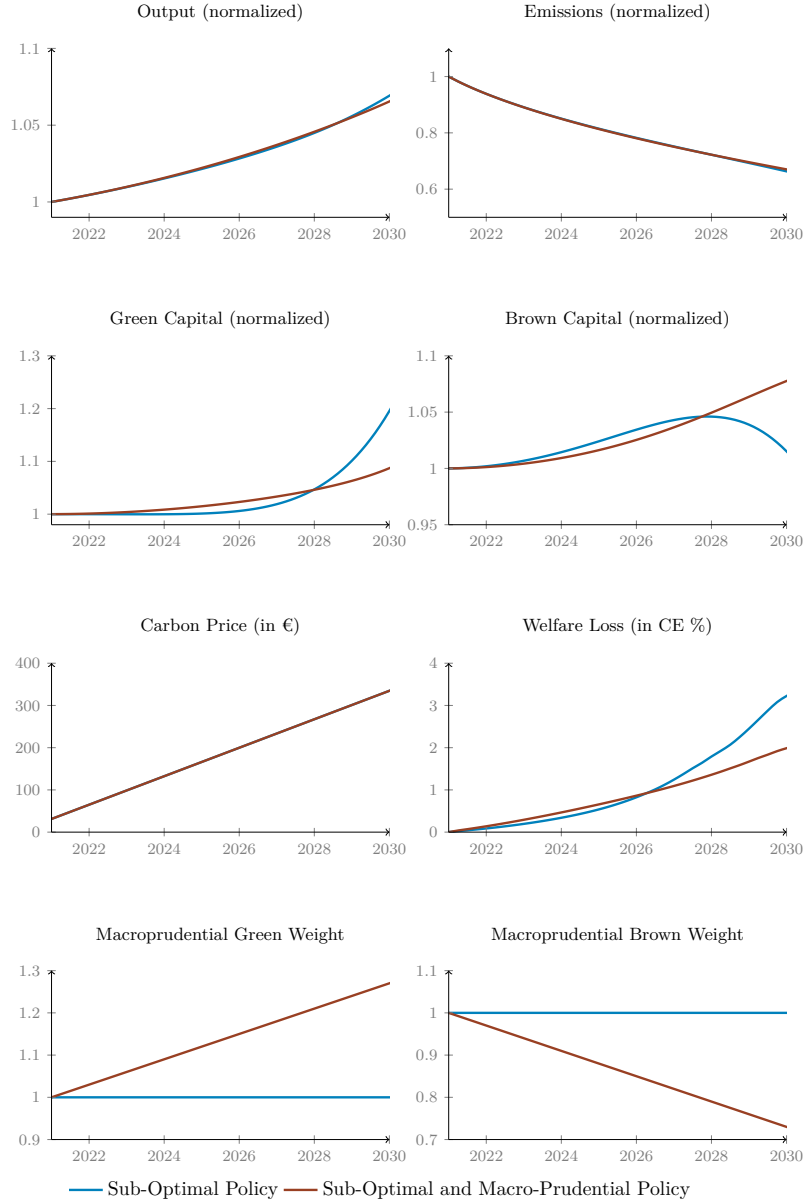 Output (normalized)
1.1
1.05
1
2022 2024 2026 2028 2030
Emissions (normalized)
1
0.8
0.6
2022 2024 2026 2028 2030
Green Capital (normalized)
1.3
1.2
1.1
1
2022 2024 2026 2028 2030
Brown Capital (normalized)
1.1
1.05
1
0.95
2022 2024 2026 2028 2030
Carbon Price (in €)
400
300
200
100
0
2022 2024 2026 2028 2030
Welfare Loss (in CE %)
4
3
2
1
0
2022 2024 2026 2028 2030
Macroprudential Green Weight
1.3
1.2
1.1
1
0.9
2022 2024 2026 2028 2030
Macroprudential Brown Weight
1.1
1
0.9
0.8
0.7
2022 2024 2026 2028 2030
Sub-Optimal Policy Sub-Optimal and Macro-Prudential Policy